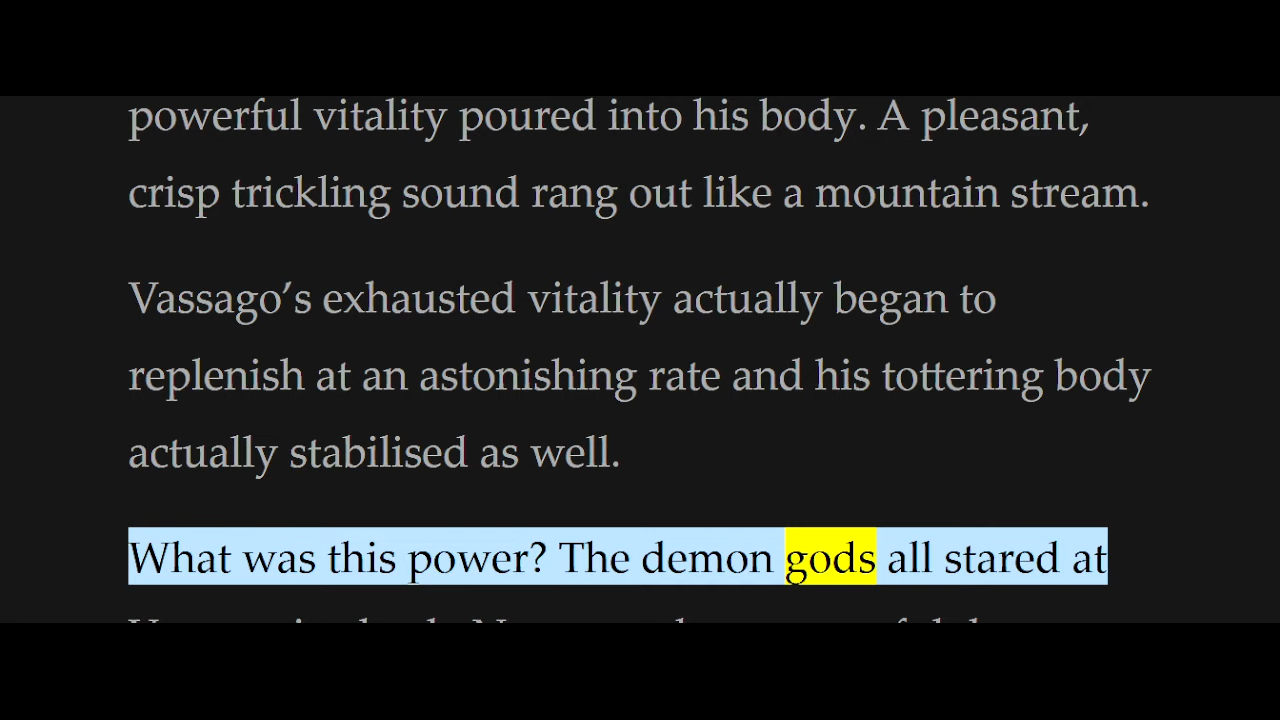 powerful vitality poured into his body. A pleasant,
crisp trickling sound rang out like a mountain stream.
Vassago’s exhausted vitality actually began to
replenish at an astonishing rate and his tottering body
actually stabilised as well.
What was this power? The demon gods all stared at